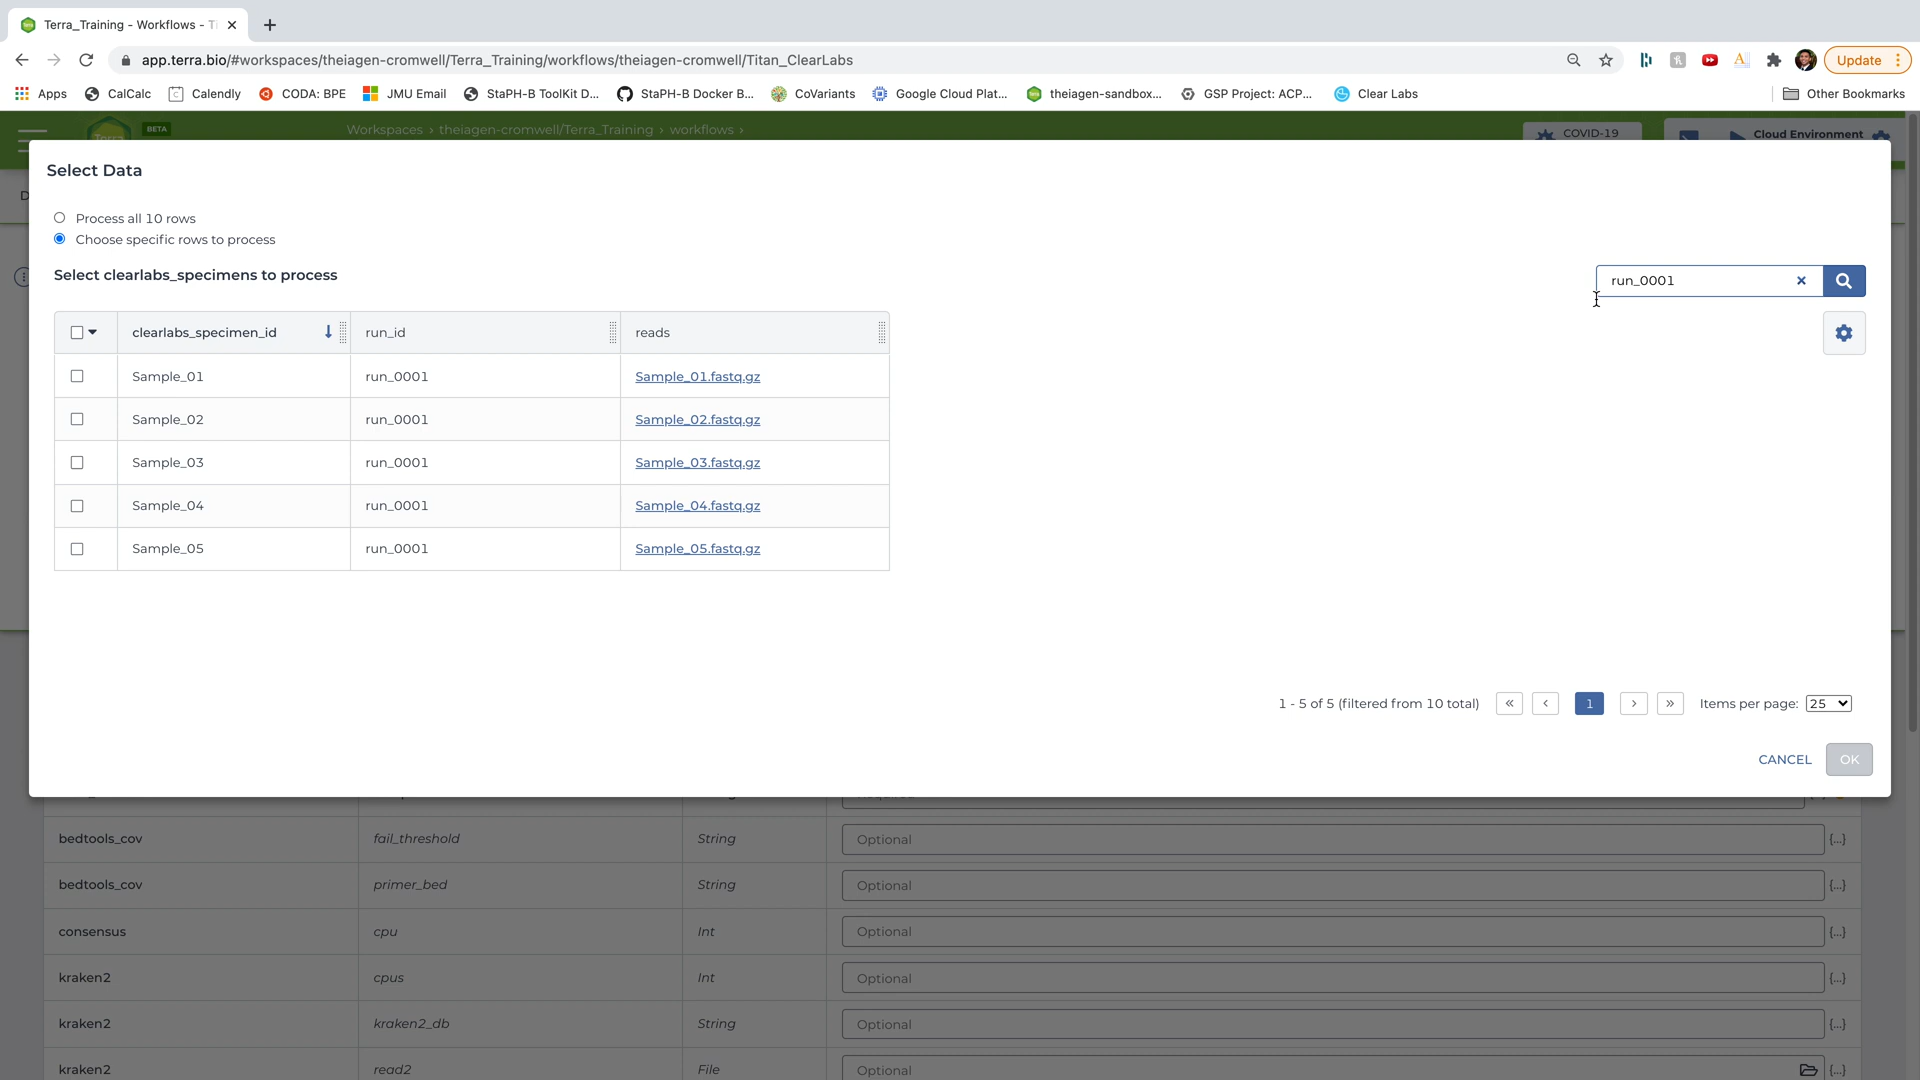 Terra_Training - Workflows - T
app.terra.bio/#workspaces/theiagen-cromwell/Terra_Training/workflows/theiagen-cromwell/Titan_ClearLabs
Update
Apps CalCalc Calendly CODA: BPE JMU Email StaPH-B ToolKit D... StaPH-B Docker B... CoVariants Google Cloud Plat... theiagen-sandbox... GSP Project: ACP... Clear Labs Other Bookmarks
BETA Workspaces › theiagen-cromwell/Terra_Training › workflows › COVID-19 Cloud Environment
Select Data
Process all 10 rows
Choose specific rows to process
Select clearlabs_specimens to process
run_0001
clearlabs_specimen_id run_id reads
Sample_01 run_0001 Sample_01.fastq.gz
Sample_02 run_0001 Sample_02.fastq.gz
Sample_03 run_0001 Sample_03.fastq.gz
Sample_04 run_0001 Sample_04.fastq.gz
Sample_05 run_0001 Sample_05.fastq.gz
1 - 5 of 5 (filtered from 10 total) « ‹ 1 › » Items per page: 25
CANCEL OK
bedtools_cov fail_threshold String Optional {...}
bedtools_cov primer_bed String Optional {...}
consensus cpu Int Optional {...}
kraken2 cpus Int Optional {...}
kraken2 kraken2_db String Optional {...}
kraken2 read2 File Optional {...}